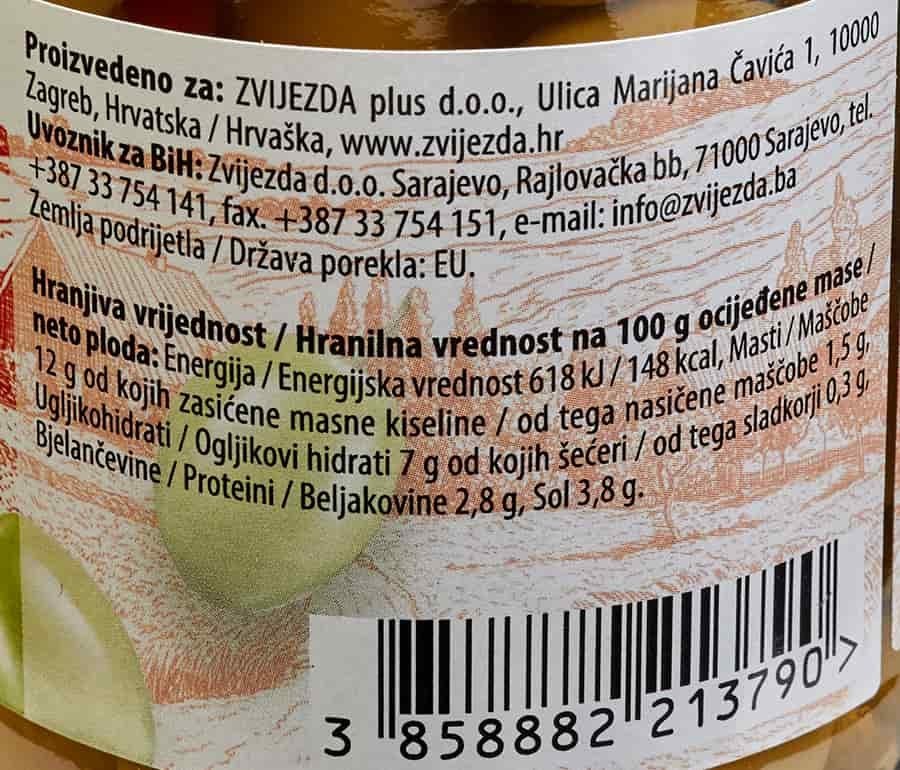 Proizvedeno za: ZVIJEZDA plus d.o.o., Ulica Marijana Čavića 1, 10000
Zagreb, Hrvatska / Hrvaška, www.zvijezda.hr
Uvoznik za BiH: Zvijezda d.o.o. Sarajevo, Rajlovačka bb, 71000 Sarajevo, tel.
+387 33 754 141, fax. +387 33 754 151, e-mail: info@zvijezda.ba
Zemlja podrijetla / Država porekla: EU.
Hranjiva vrijednost / Hranilna vrednost na 100 g ocijeđene mase /
neto ploda: Energija / Energijska vrednost 618 kJ / 148 kcal, Masti / Maščobe
12 g od kojih zasićene masne kiseline / od tega nasičene maščobe 1,5 g,
Ugljikohidrati / Ogljikovi hidrati 7 g od kojih šećeri / od tega sladkorji 0,3 g,
Bjelančevine / Proteini / Beljakovine 2,8 g, Sol 3,8 g.
3 858882 213790 >